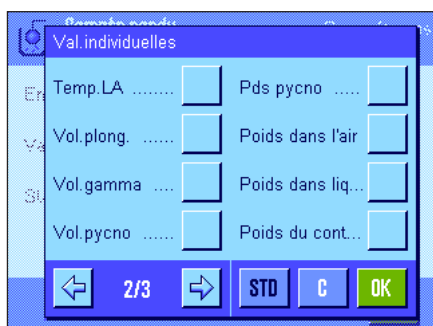 Val.individuelles
Temp.LA ........
Pds pycno .....
Vol.plong. ......
Poids dans l'air
Vol.gamma ....
Poids dans liq...
Vol.pycno ......
Poids du cont...
2/3
STD
C
OK